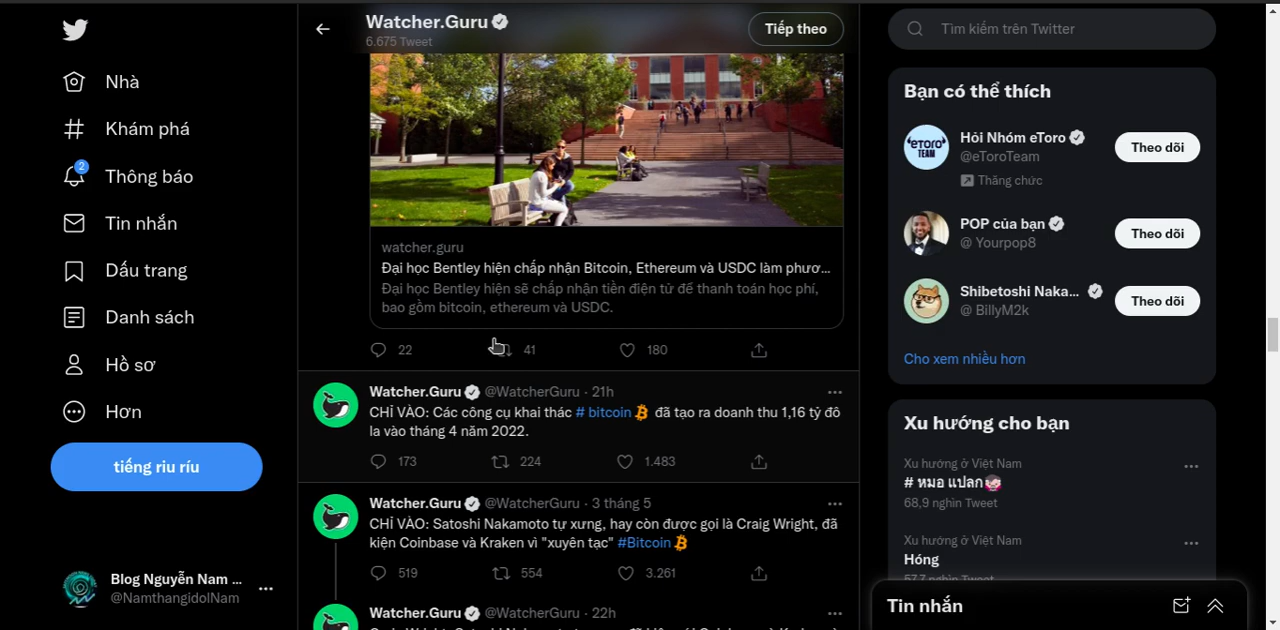 Nhà
Khám phá
2
Thông báo
Tin nhắn
Dấu trang
Danh sách
Hồ sơ
Hơn
tiếng riu ríu
Blog Nguyễn Nam ...
@NamthangidolNam
Watcher.Guru
6.675 Tweet
Tiếp theo
watcher.guru
Đại học Bentley hiện chấp nhận Bitcoin, Ethereum và USDC làm phươ...
Đại học Bentley hiện sẽ chấp nhận tiền điện tử để thanh toán học phí,
bao gồm bitcoin, ethereum và USDC.
22 41 180
Watcher.Guru @WatcherGuru · 21h
CHỈ VÀO: Các công cụ khai thác # bitcoin đã tạo ra doanh thu 1,16 tỷ đô
la vào tháng 4 năm 2022.
173 224 1.483
Watcher.Guru @WatcherGuru · 3 tháng 5
CHỈ VÀO: Satoshi Nakamoto tự xưng, hay còn được gọi là Craig Wright, đã
kiện Coinbase và Kraken vì "xuyên tạc" #Bitcoin
519 554 3.261
Watcher.Guru @WatcherGuru · 22h
Tìm kiếm trên Twitter
Bạn có thể thích
Hỏi Nhóm eToro
@eToroTeam
Thăng chức
Theo dõi
eToro
TEAM
POP của bạn
@ Yourpop8
Theo dõi
Shibetoshi Naka...
@ BillyM2k
Theo dõi
Cho xem nhiều hơn
Xu hướng cho bạn
Xu hướng ở Việt Nam
# หมอ แปลก
68,9 nghìn Tweet
Xu hướng ở Việt Nam
Hóng
57,7 nghìn Tweet
Tin nhắn